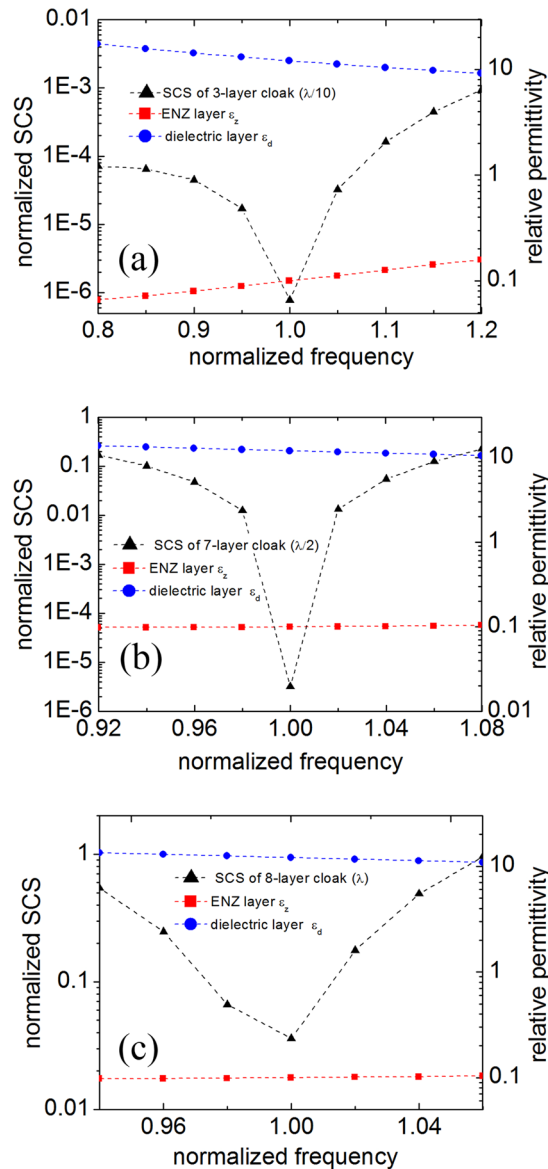 1E-2
10
1E-3
SCS of 3-layer cloak (λ/10)
ENZ layer ε_z
dielectric layer ε_d
1E-4
1
1E-5
(a)
0.1
1E-6
normalized SCS
relative permittivity
0.8 0.9 1.0 1.1 1.2
normalized frequency
1
0.1
10
0.01
1
SCS of 7-layer cloak (λ/2)
ENZ layer ε_z
1E-3
dielectric layer ε_d
1E-4
0.1
(b)
1E-5
1E-6
0.01
normalized SCS
relative permittivity
0.92 0.96 1.00 1.04 1.08
normalized frequency
1
10
SCS of 8-layer cloak (λ)
ENZ layer ε_z
dielectric layer ε_d
0.1
1
(c)
0.1
0.01
normalized SCS
relative permittivity
0.96 1.00 1.04
normalized frequency